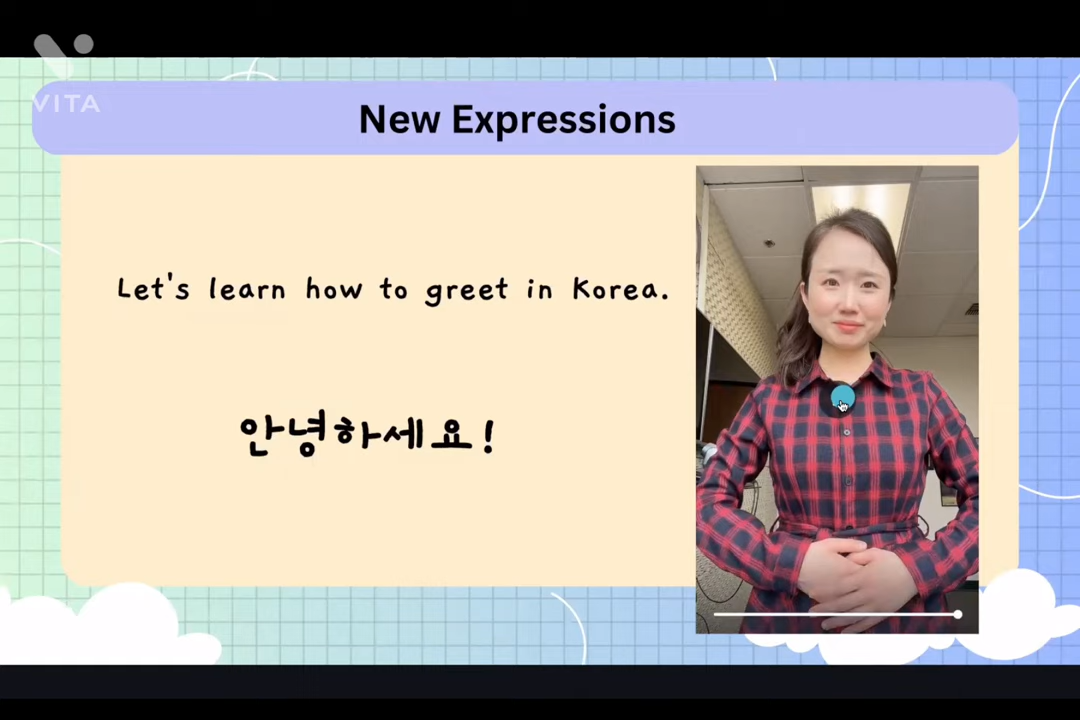 VITA
New Expressions
Let's learn how to greet in Korea.
안녕하세요!